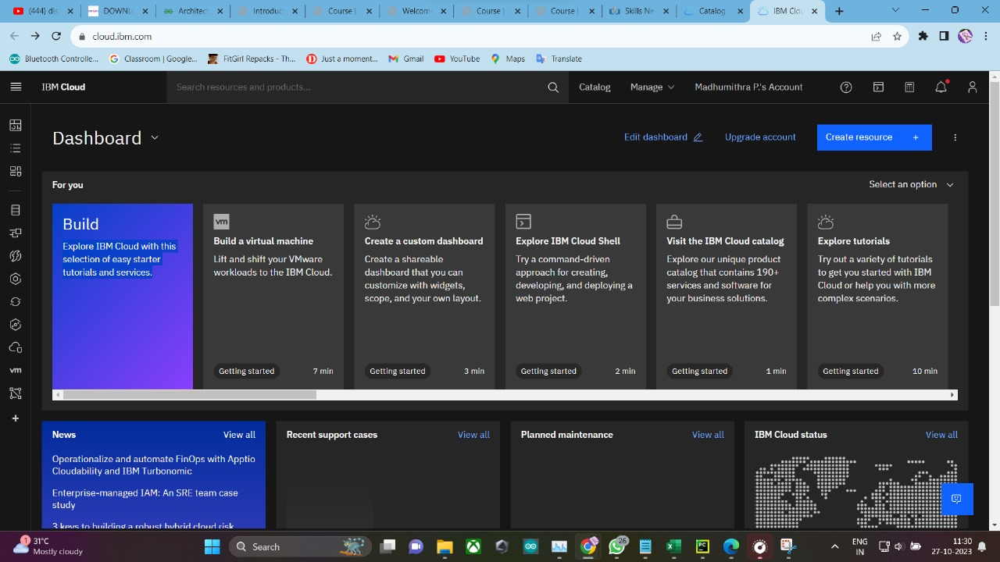 (444) dis
DOWNL
Architect
Introduct
Course |
Welcome
Course |
Course |
Skills Ne
Catalog
IBM Clou
cloud.ibm.com
Bluetooth Controlle...
Classroom | Google...
FitGirl Repacks - Th...
Just a moment...
Gmail
YouTube
Maps
Translate
IBM Cloud
Search resources and products...
Catalog
Manage
Madhumithra P.'s Account
Dashboard
Edit dashboard
Upgrade account
Create resource +
For you
Select an option
Build
Explore IBM Cloud with this
selection of easy starter
tutorials and services.
vm
Build a virtual machine
Lift and shift your VMware
workloads to the IBM Cloud.
Getting started
7 min
Create a custom dashboard
Create a shareable
dashboard that you can
customize with widgets,
scope, and your own layout.
Getting started
3 min
Explore IBM Cloud Shell
Try a command-driven
approach for creating,
developing, and deploying a
web project.
Getting started
2 min
Visit the IBM Cloud catalog
Explore our unique product
catalog that contains 190+
services and software for
your business solutions.
Getting started
1 min
Explore tutorials
Try out a variety of tutorials
to get you started with IBM
Cloud or help you with more
complex scenarios.
Getting started
10 min
vm
News
View all
Operationalize and automate FinOps with Apptio
Cloudability and IBM Turbonomic
Enterprise-managed IAM: An SRE team case
study
3 keys to building a robust hybrid cloud risk
Recent support cases
View all
Planned maintenance
View all
IBM Cloud status
View all
1
31°C
Mostly cloudy
Search
26
PC
ENG
IN
11:30
27-10-2023